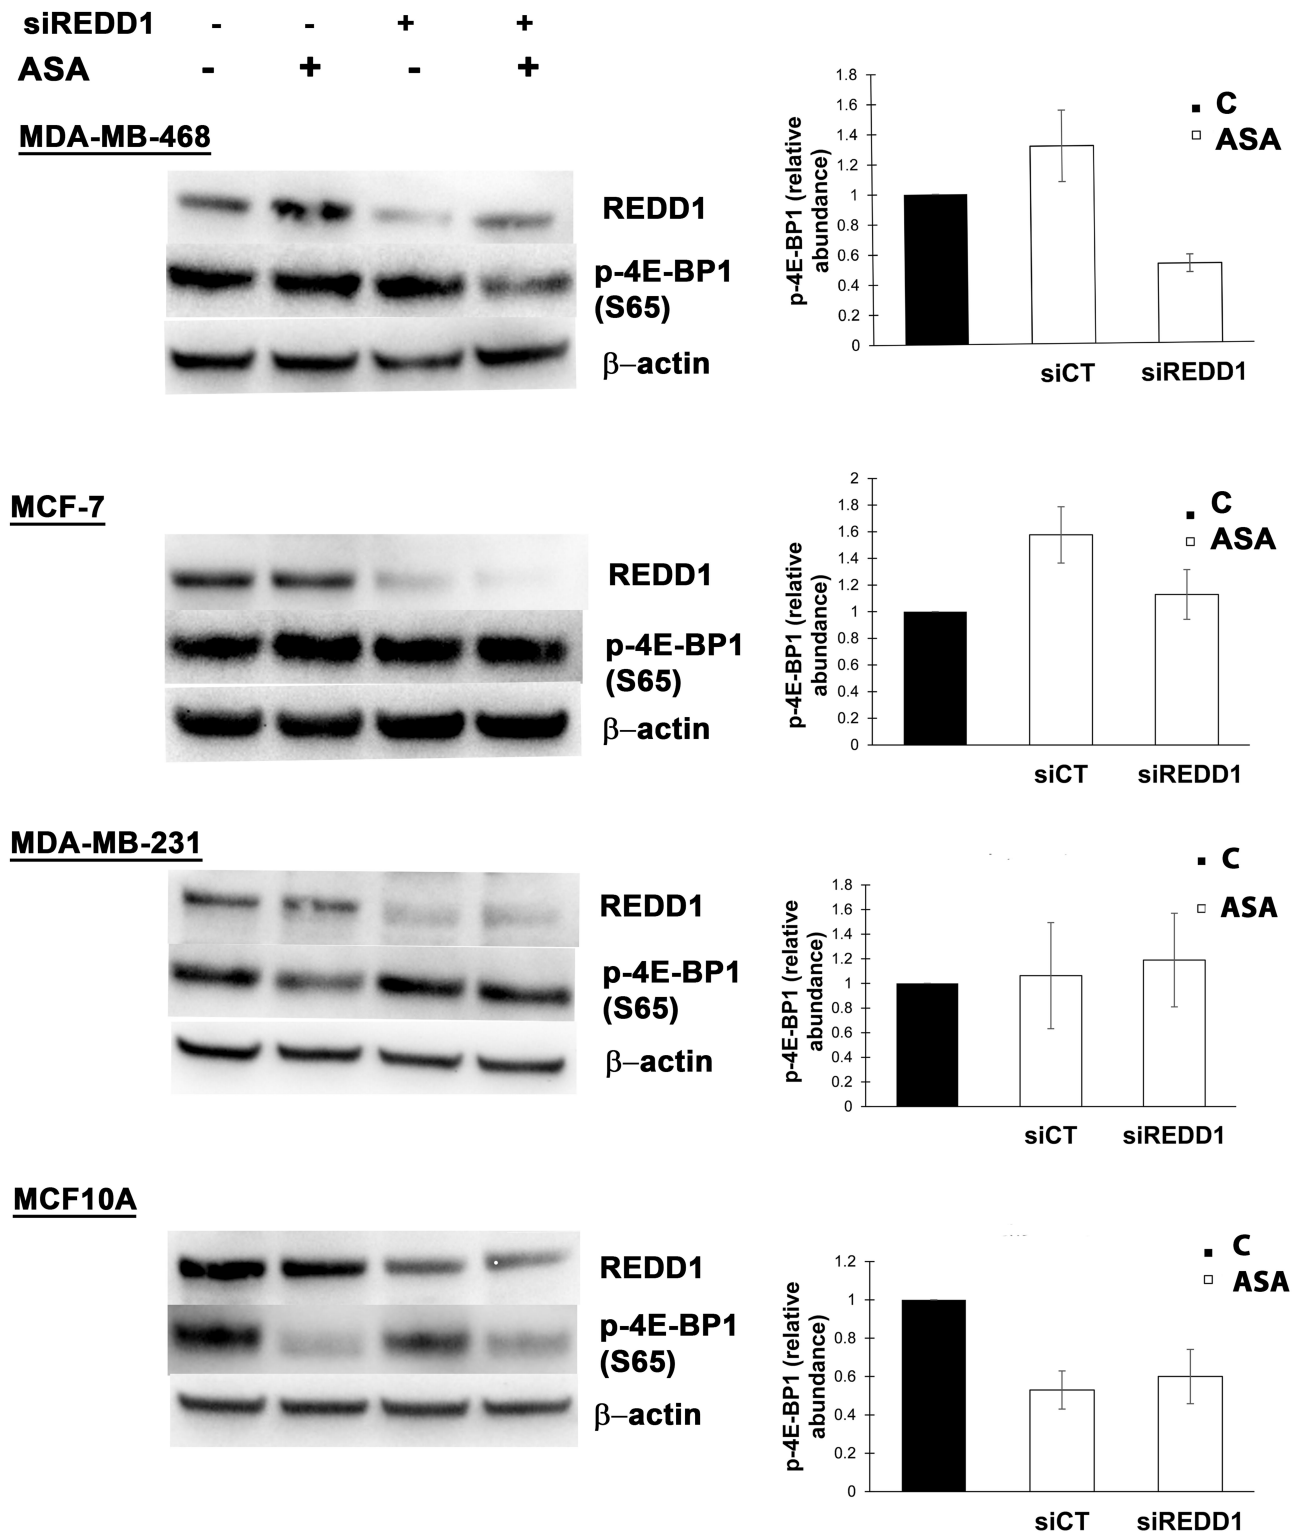 siREDD1 - - + +
ASA - + - +
MDA-MB-468
REDD1
p-4E-BP1
(S65)
β–actin
p-4E-BP1 (relative
abundance)
1.8
1.6
1.4
1.2
1
0.8
0.6
0.4
0.2
0
C
ASA
siCT siREDD1
MCF-7
REDD1
p-4E-BP1
(S65)
β–actin
p-4E-BP1 (relative
abundance)
2
1.8
1.6
1.4
1.2
1
0.8
0.6
0.4
0.2
0
C
ASA
siCT siREDD1
MDA-MB-231
REDD1
p-4E-BP1
(S65)
β–actin
p-4E-BP1 (relative
abundance)
1.8
1.6
1.4
1.2
1
0.8
0.6
0.4
0.2
0
C
ASA
siCT siREDD1
MCF10A
REDD1
p-4E-BP1
(S65)
β–actin
p-4E-BP1 (relative
abundance)
1.2
1
0.8
0.6
0.4
0.2
0
C
ASA
siCT siREDD1